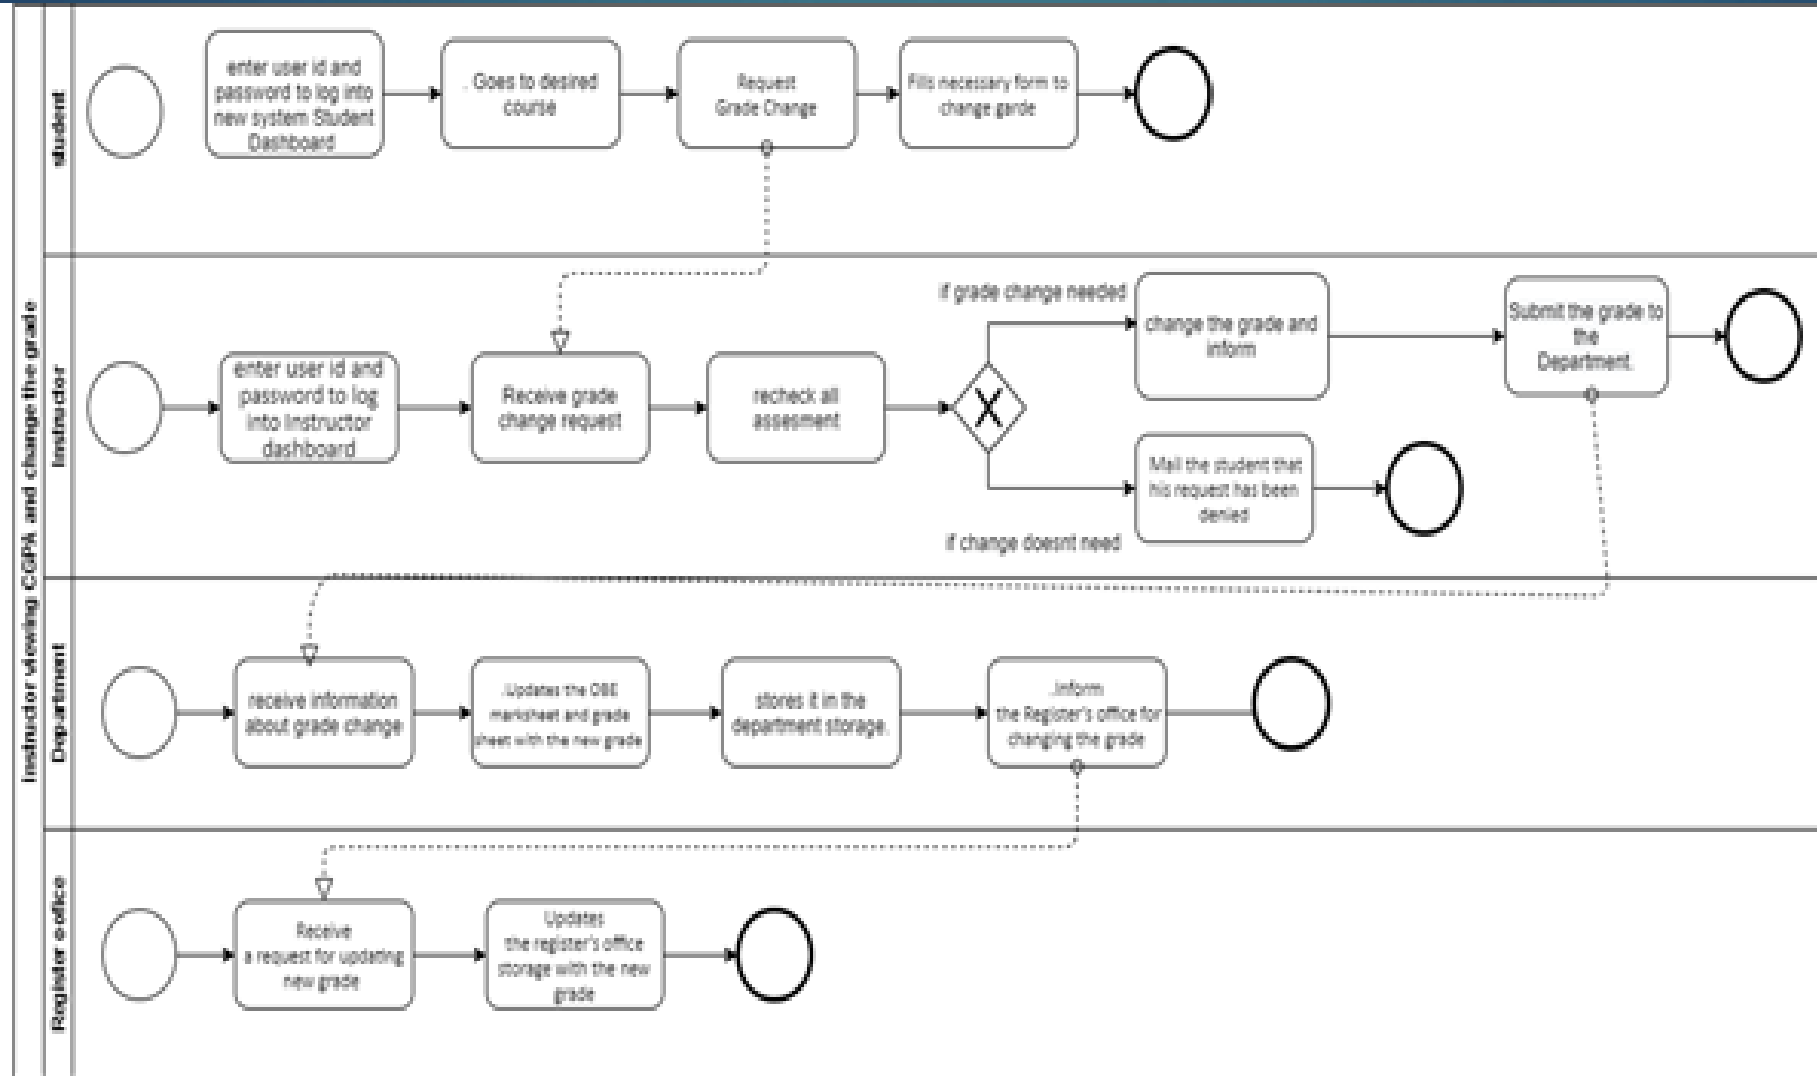 Instructor viewing CGPA and change the grade
student
enter user id and
password to log into
new system Student
Dashboard
. Goes to desired
course
Request
Grade Change
Fills necessary form to
change garde
Instructor
enter user id and
password to log
into Instructor
dashboard
Receive grade
change request
recheck all
assesment
if grade change needed
change the grade and
inform
Submit the grade to
the
Department.
Mail the student that
his request has been
denied
if change doesnt need
Department
receive information
about grade change
.Updates the OBE
marksheet and grade
sheet with the new grade
stores it in the
department storage.
.Inform
the Register's office for
changing the grade
Register oofice
Receive
a request for updating
new grade
Updates
the register's office
storage with the new
grade